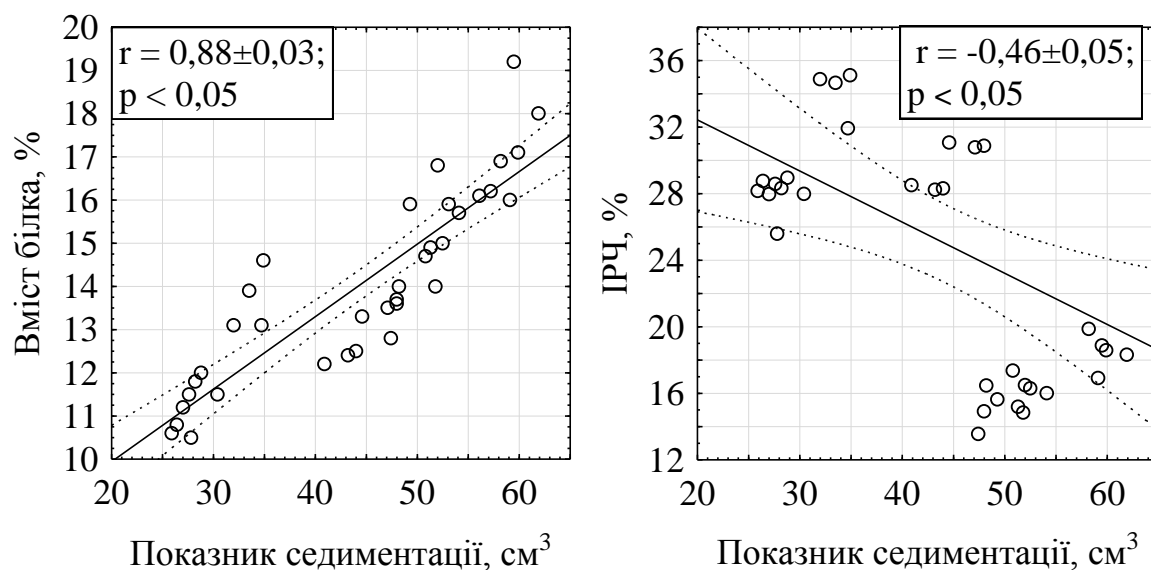 r = 0,88±0,03;
p < 0,05
Вміст білка, %
20
19
18
17
16
15
14
13
12
11
10
20 30 40 50 60
Показник седиментації, см³
r = -0,46±0,05;
p < 0,05
ІРЧ, %
36
32
28
24
20
16
12
20 30 40 50 60
Показник седиментації, см³